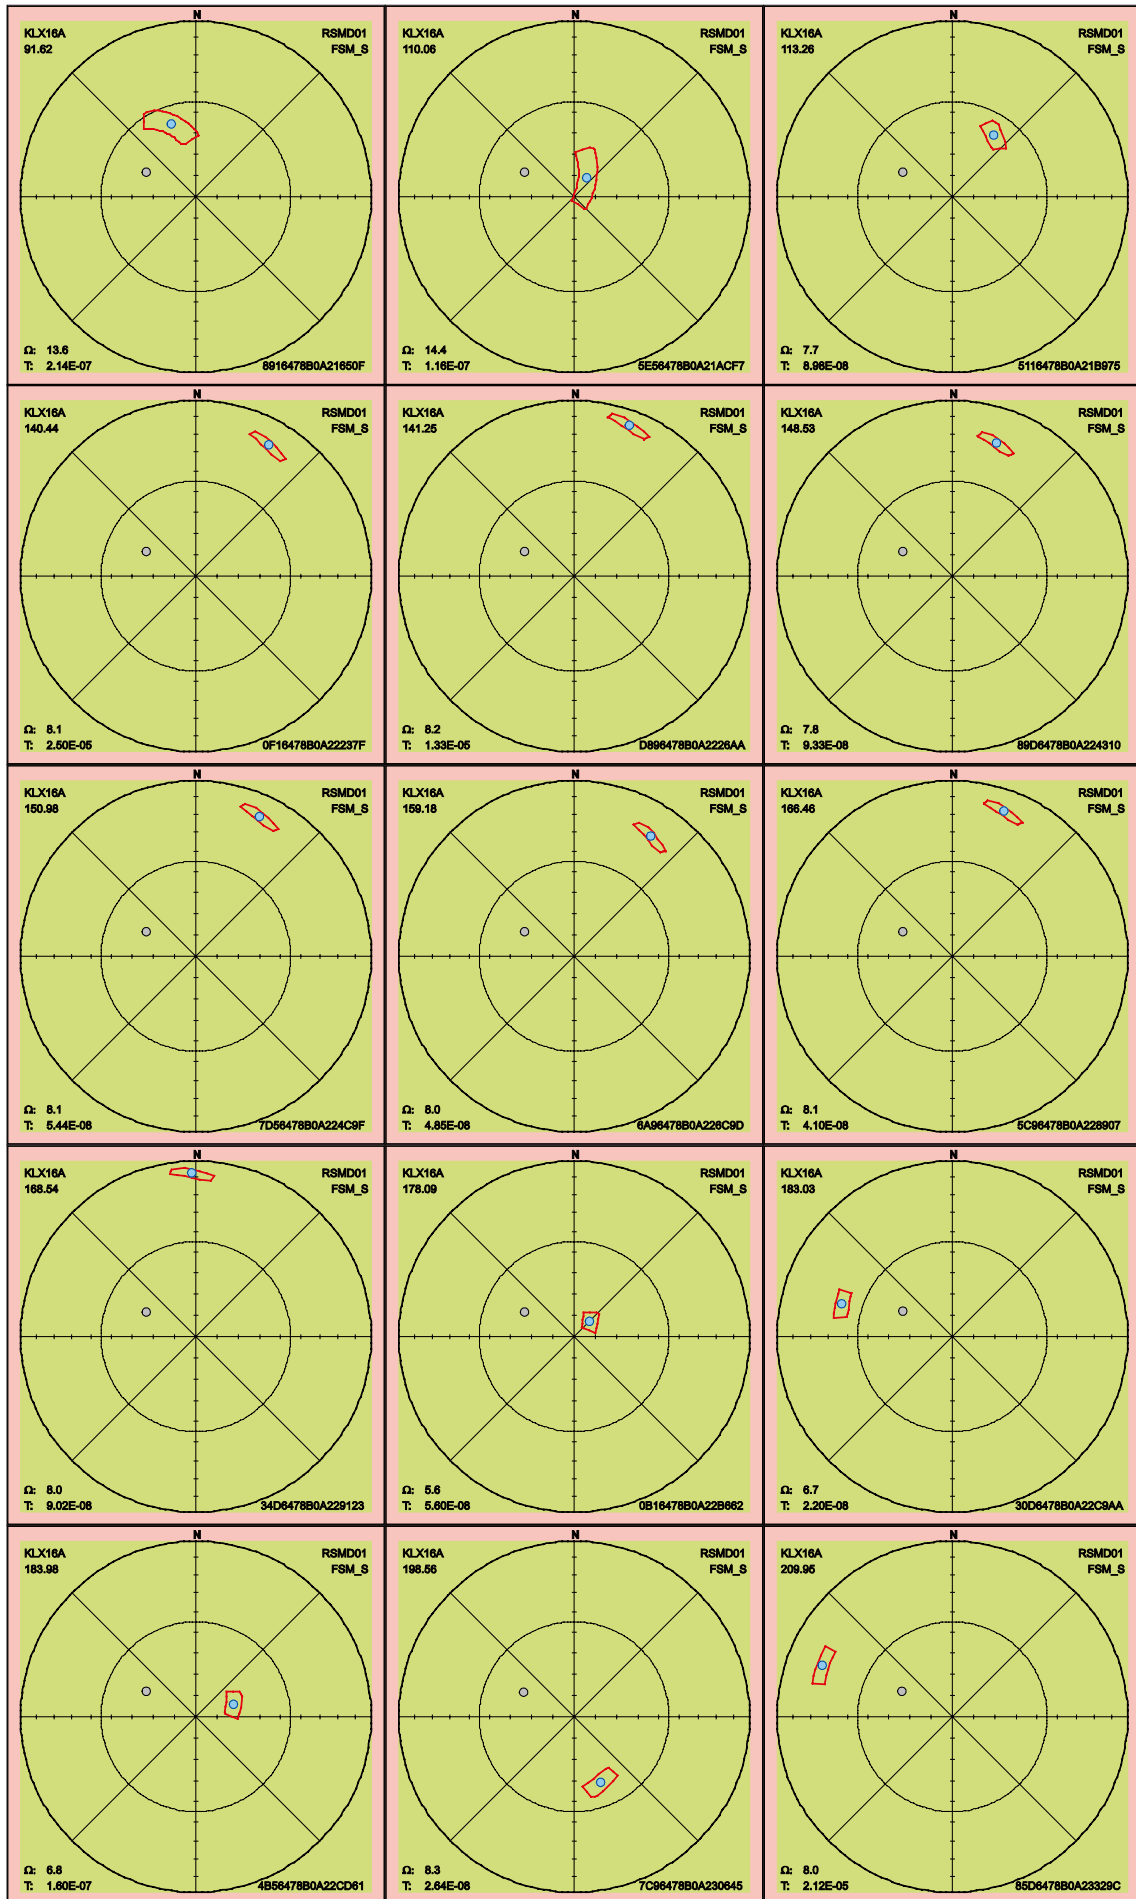 N
KLX16A RSMD01
91.62 FSM_S
Ω: 13.6
T: 2.14E-07 8916478B0A21650F
N
KLX16A RSMD01
110.06 FSM_S
Ω: 14.4
T: 1.16E-07 5E56478B0A21ACF7
N
KLX16A RSMD01
113.26 FSM_S
Ω: 7.7
T: 8.98E-08 5116478B0A21B975
N
KLX16A RSMD01
140.44 FSM_S
Ω: 8.1
T: 2.50E-05 0F16478B0A22237F
N
KLX16A RSMD01
141.25 FSM_S
Ω: 8.2
T: 1.33E-05 D896478B0A2226AA
N
KLX16A RSMD01
148.53 FSM_S
Ω: 7.8
T: 9.33E-08 89D6478B0A224310
N
KLX16A RSMD01
150.98 FSM_S
Ω: 8.1
T: 5.44E-08 7D56478B0A224C9F
N
KLX16A RSMD01
159.18 FSM_S
Ω: 8.0
T: 4.85E-08 6A96478B0A226C9D
N
KLX16A RSMD01
166.46 FSM_S
Ω: 8.1
T: 4.10E-08 5C96478B0A228907
N
KLX16A RSMD01
168.54 FSM_S
Ω: 8.0
T: 9.02E-08 34D6478B0A229123
N
KLX16A RSMD01
178.09 FSM_S
Ω: 5.6
T: 5.60E-08 0B16478B0A22B662
N
KLX16A RSMD01
183.03 FSM_S
Ω: 6.7
T: 2.20E-08 30D6478B0A22C9AA
N
KLX16A RSMD01
183.98 FSM_S
Ω: 6.8
T: 1.60E-07 4B56478B0A22CD61
N
KLX16A RSMD01
198.56 FSM_S
Ω: 8.3
T: 2.64E-08 7C96478B0A230645
N
KLX16A RSMD01
209.95 FSM_S
Ω: 8.0
T: 2.12E-05 85D6478B0A23329C